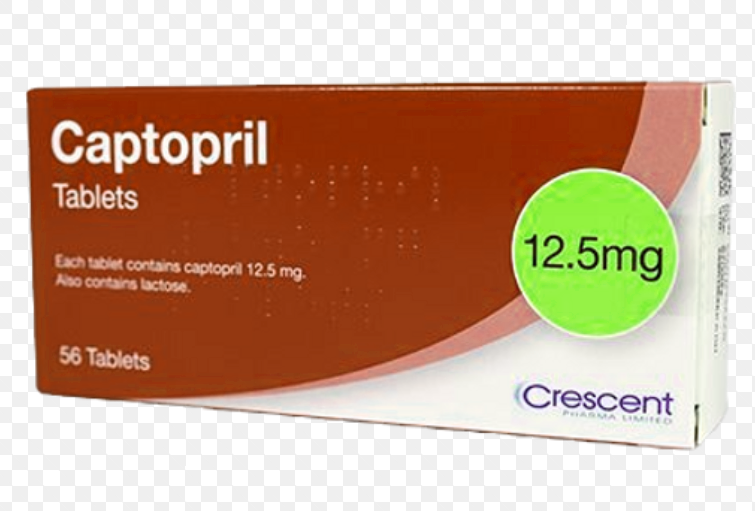 Captopril
Tablets
Each tablet contains captopril 12.5 mg.
Also contains lactose.
56 Tablets
12.5mg
Crescent
PHARMA LIMITED